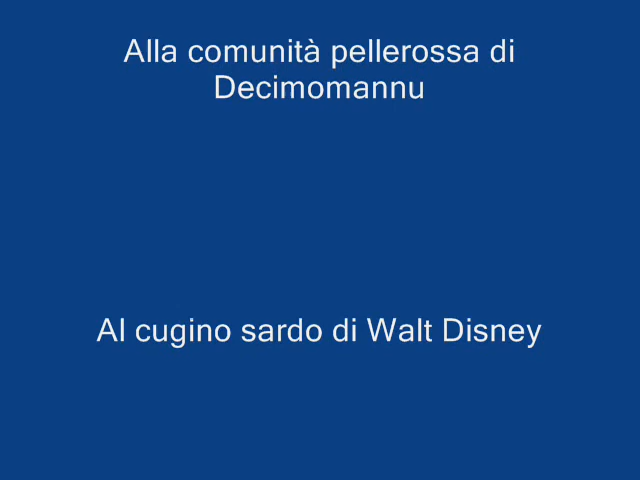 Alla comunità pellerossa di
Decimomannu
Al cugino sardo di Walt Disney